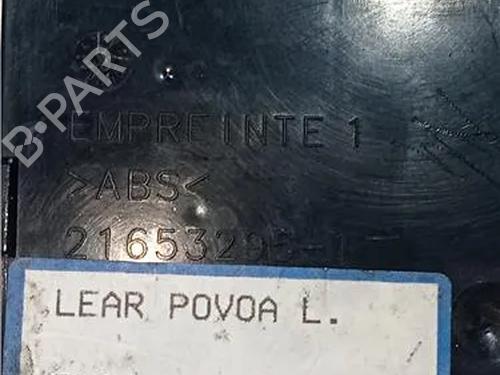 B-PARTS
EMPREINTE 1
>ABS<
LEAR POVOA L.